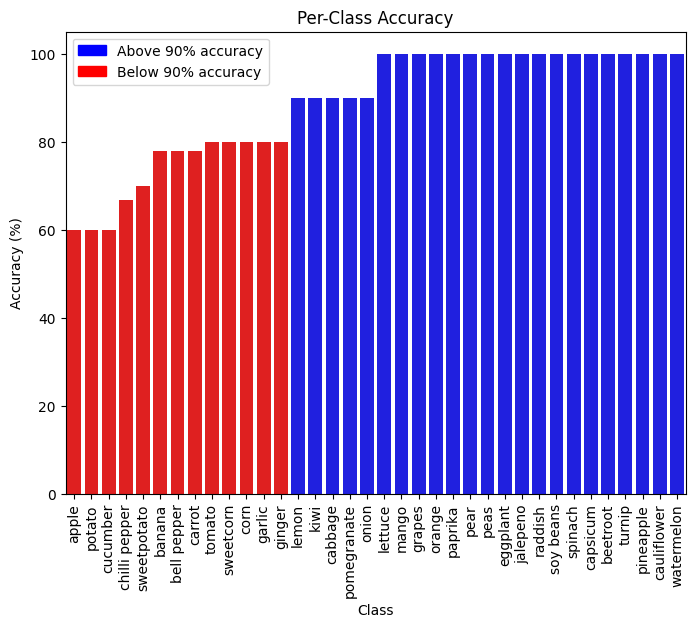 Per-Class Accuracy
Above 90% accuracy
Below 90% accuracy
Accuracy (%)
100
80
60
40
20
0
apple
potato
cucumber
chilli pepper
sweetpotato
banana
bell pepper
carrot
tomato
sweetcorn
corn
garlic
ginger
lemon
kiwi
cabbage
pomegranate
onion
lettuce
mango
grapes
orange
paprika
pear
peas
eggplant
jalepeno
raddish
soy beans
spinach
capsicum
beetroot
turnip
pineapple
cauliflower
watermelon
Class